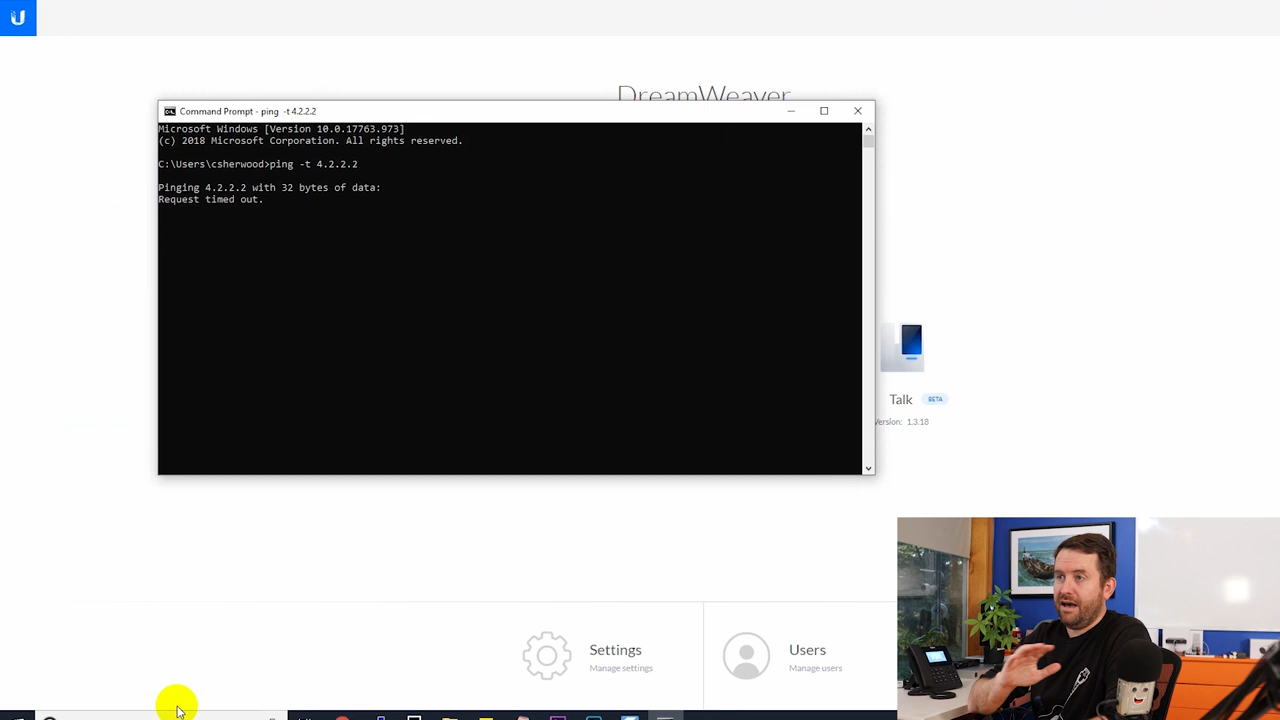 DreamWeaver
Command Prompt - ping  -t 4.2.2.2
Microsoft Windows [Version 10.0.17763.973]
(c) 2018 Microsoft Corporation. All rights reserved.
C:\Users\csherwood>ping -t 4.2.2.2
Pinging 4.2.2.2 with 32 bytes of data:
Request timed out.
Talk BETA
Version: 1.3.18
Settings
Manage settings
Users
Manage users